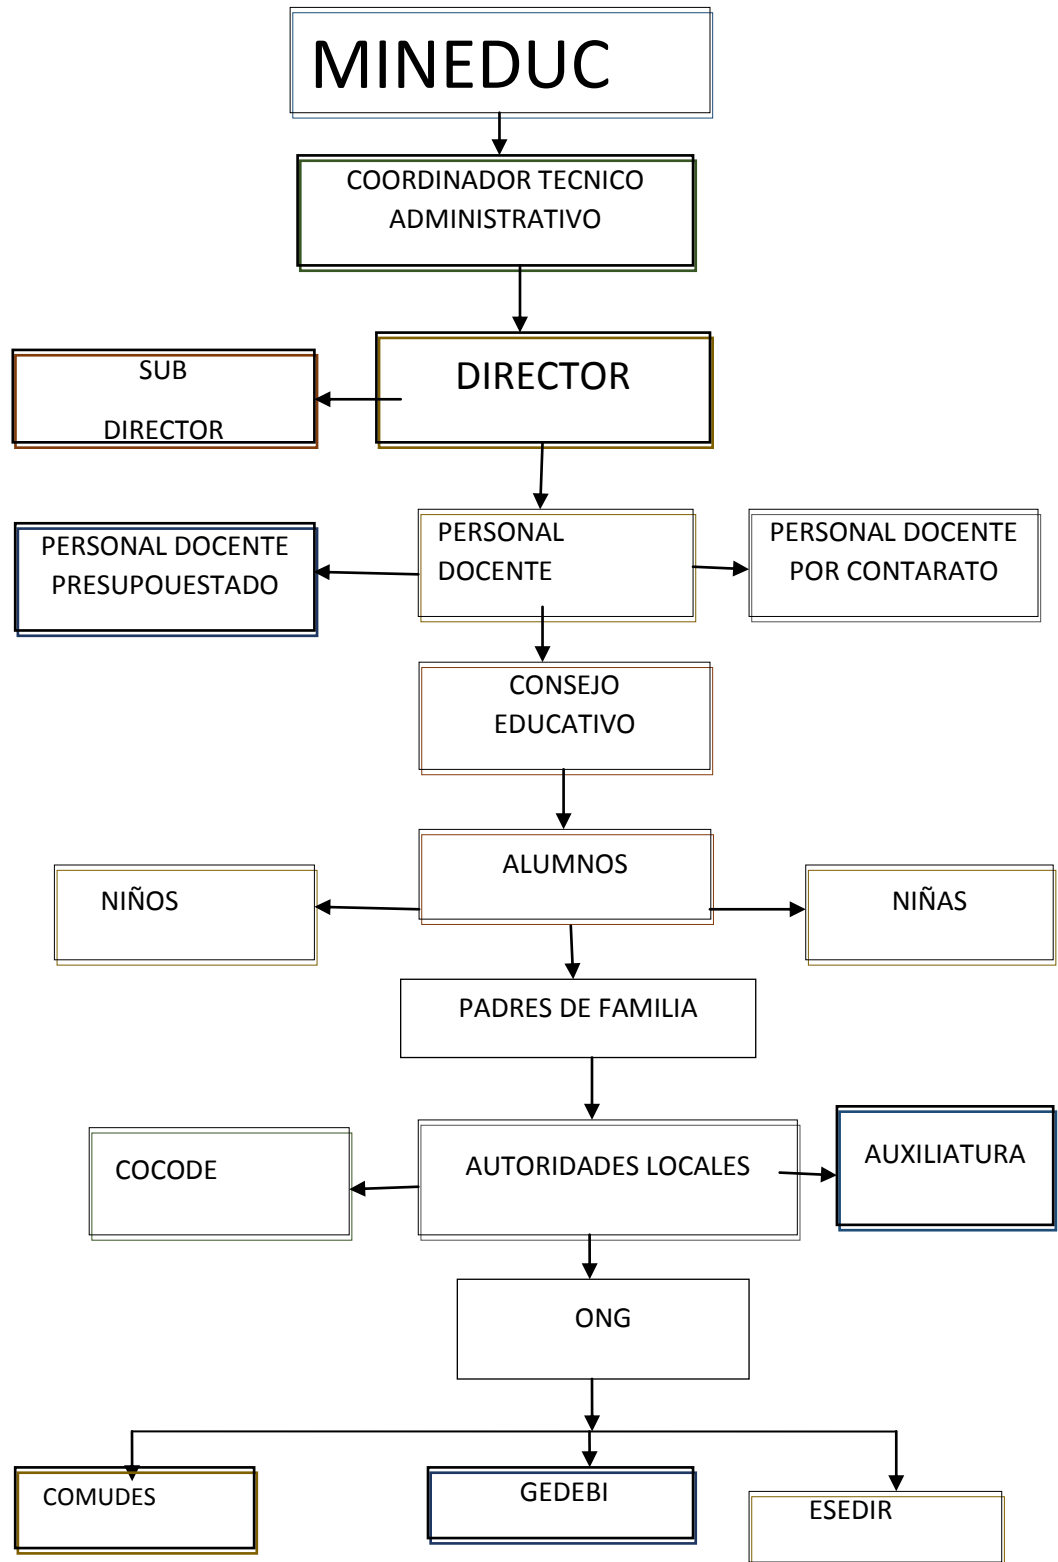 MINEDUC
COORDINADOR TECNICO
ADMINISTRATIVO
DIRECTOR
SUB
DIRECTOR
PERSONAL DOCENTE
PRESUPOUESTADO
PERSONAL
DOCENTE
PERSONAL DOCENTE
POR CONTARATO
CONSEJO
EDUCATIVO
ALUMNOS
NIÑOS
NIÑAS
PADRES DE FAMILIA
COCODE
AUTORIDADES LOCALES
AUXILIATURA
ONG
COMUDES
GEDEBI
ESEDIR